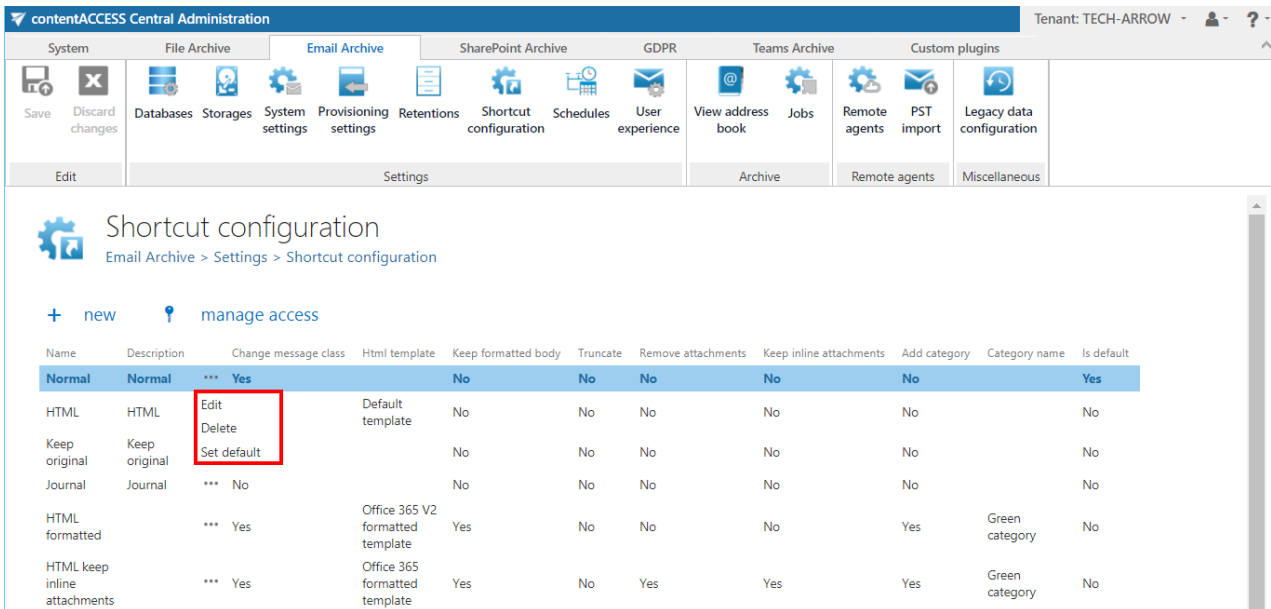 contentACCESS Central Administration
Tenant: TECH-ARROW
?
System File Archive Email Archive SharePoint Archive GDPR Teams Archive Custom plugins
Save Discard changes Databases Storages System settings Provisioning settings Retentions Shortcut configuration Schedules User experience View address book Jobs Remote agents PST import Legacy data configuration
Edit Settings Archive Remote agents Miscellaneous
Shortcut configuration
Email Archive > Settings > Shortcut configuration
+ new manage access
Name Description Change message class Html template Keep formatted body Truncate Remove attachments Keep inline attachments Add category Category name Is default
Normal Normal ••• Yes No No No No No Yes
Edit
Delete
Set default
HTML HTML Default template No No No No No No
Keep original Keep original No No No No No No
Journal Journal ••• No No No No No No No
HTML formatted ••• Yes Office 365 V2 formatted template Yes No No No Yes Green category No
HTML keep inline attachments ••• Yes Office 365 formatted template Yes No Yes Yes Yes Green category No